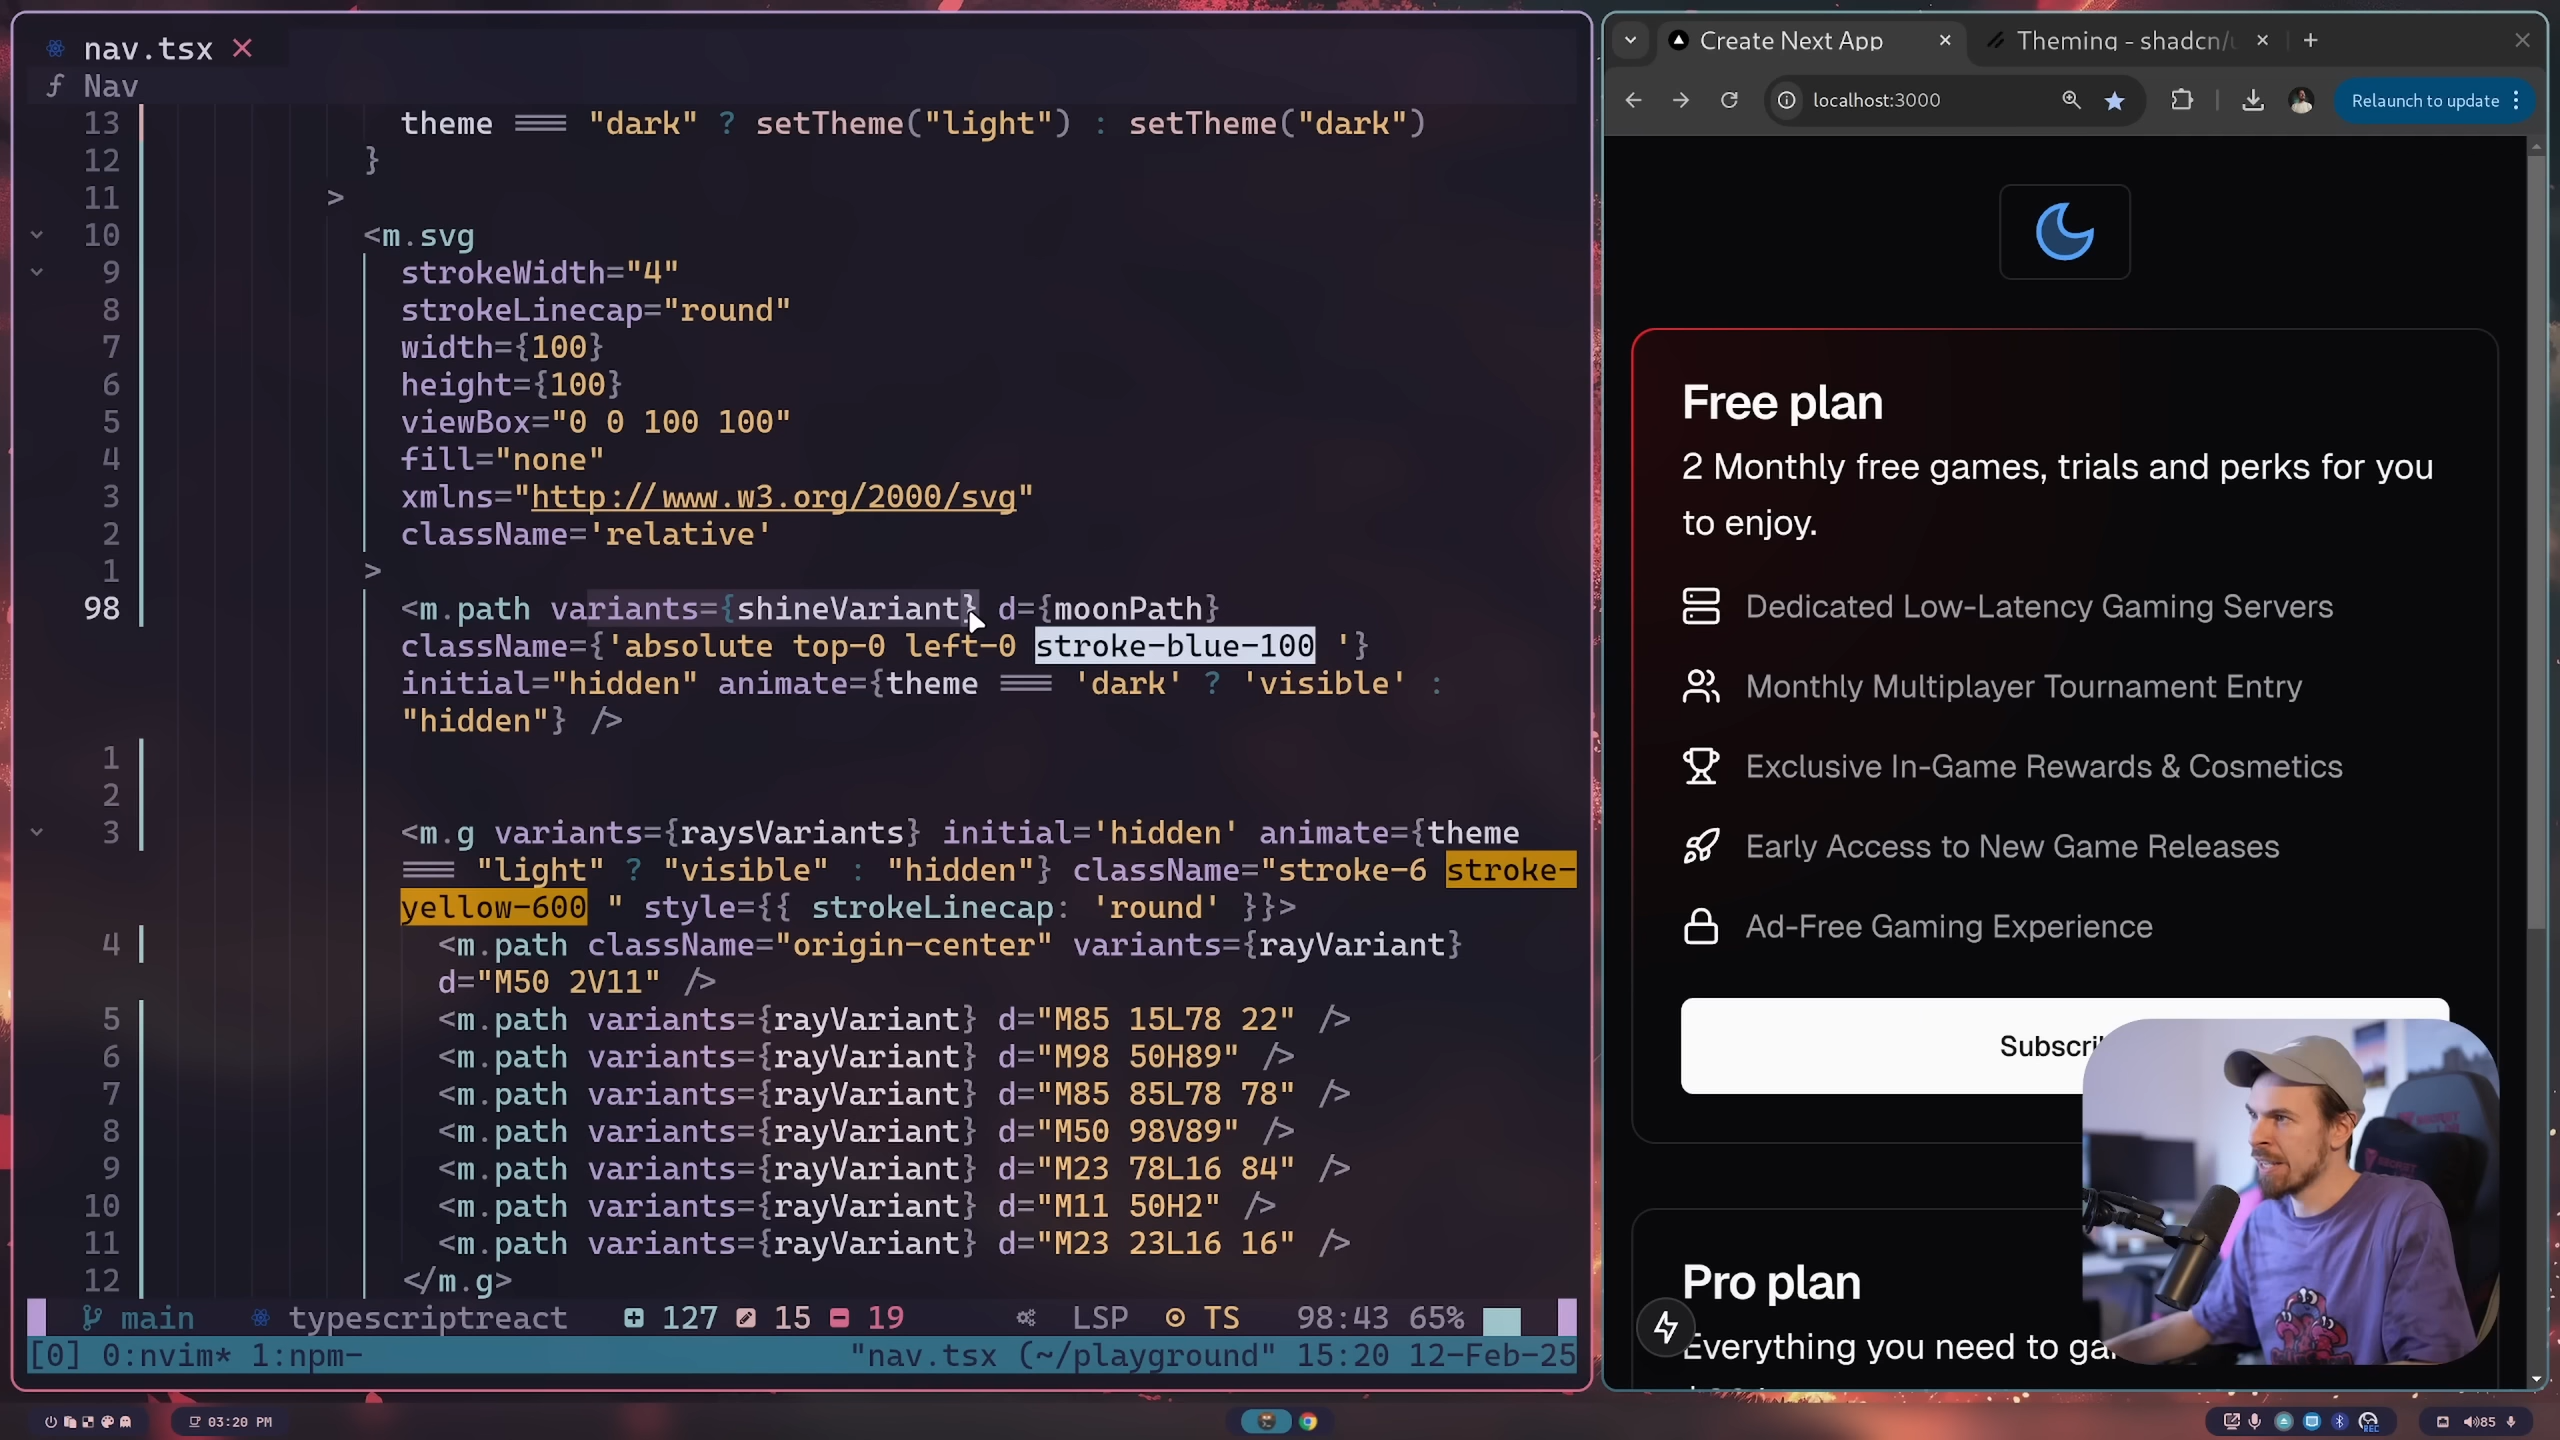 nav.tsx
Nav
13 theme === "dark" ? setTheme("light") : setTheme("dark")
12 }
11 >
10 <m.svg
9 strokeWidth="4"
8 strokeLinecap="round"
7 width={100}
6 height={100}
5 viewBox="0 0 100 100"
4 fill="none"
3 xmlns="http://www.w3.org/2000/svg"
2 className='relative'
1 >
98 <m.path variants={shineVariant} d={moonPath}
className={'absolute top-0 left-0 stroke-blue-100 '}
initial="hidden" animate={theme === 'dark' ? 'visible' :
"hidden"} />
1
2
3 <m.g variants={raysVariants} initial='hidden' animate={theme
=== "light" ? "visible" : "hidden"} className="stroke-6 stroke-
yellow-600 " style={{ strokeLinecap: 'round' }}>
4 <m.path className="origin-center" variants={rayVariant}
d="M50 2V11" />
5 <m.path variants={rayVariant} d="M85 15L78 22" />
6 <m.path variants={rayVariant} d="M98 50H89" />
7 <m.path variants={rayVariant} d="M85 85L78 78" />
8 <m.path variants={rayVariant} d="M50 98V89" />
9 <m.path variants={rayVariant} d="M23 78L16 84" />
10 <m.path variants={rayVariant} d="M11 50H2" />
11 <m.path variants={rayVariant} d="M23 23L16 16" />
12 </m.g>
main typescriptreact 127 15 19 LSP TS 98:43 65%
[0] 0:nvim* 1:npm- "nav.tsx (~/playground" 15:20 12-Feb-25
03:20 PM
Create Next App
Theming - shadcn/u
localhost:3000
Relaunch to update
Free plan
2 Monthly free games, trials and perks for you
to enjoy.
Dedicated Low-Latency Gaming Servers
Monthly Multiplayer Tournament Entry
Exclusive In-Game Rewards & Cosmetics
Early Access to New Game Releases
Ad-Free Gaming Experience
Subscri
Pro plan
Everything you need to ga
85
REC